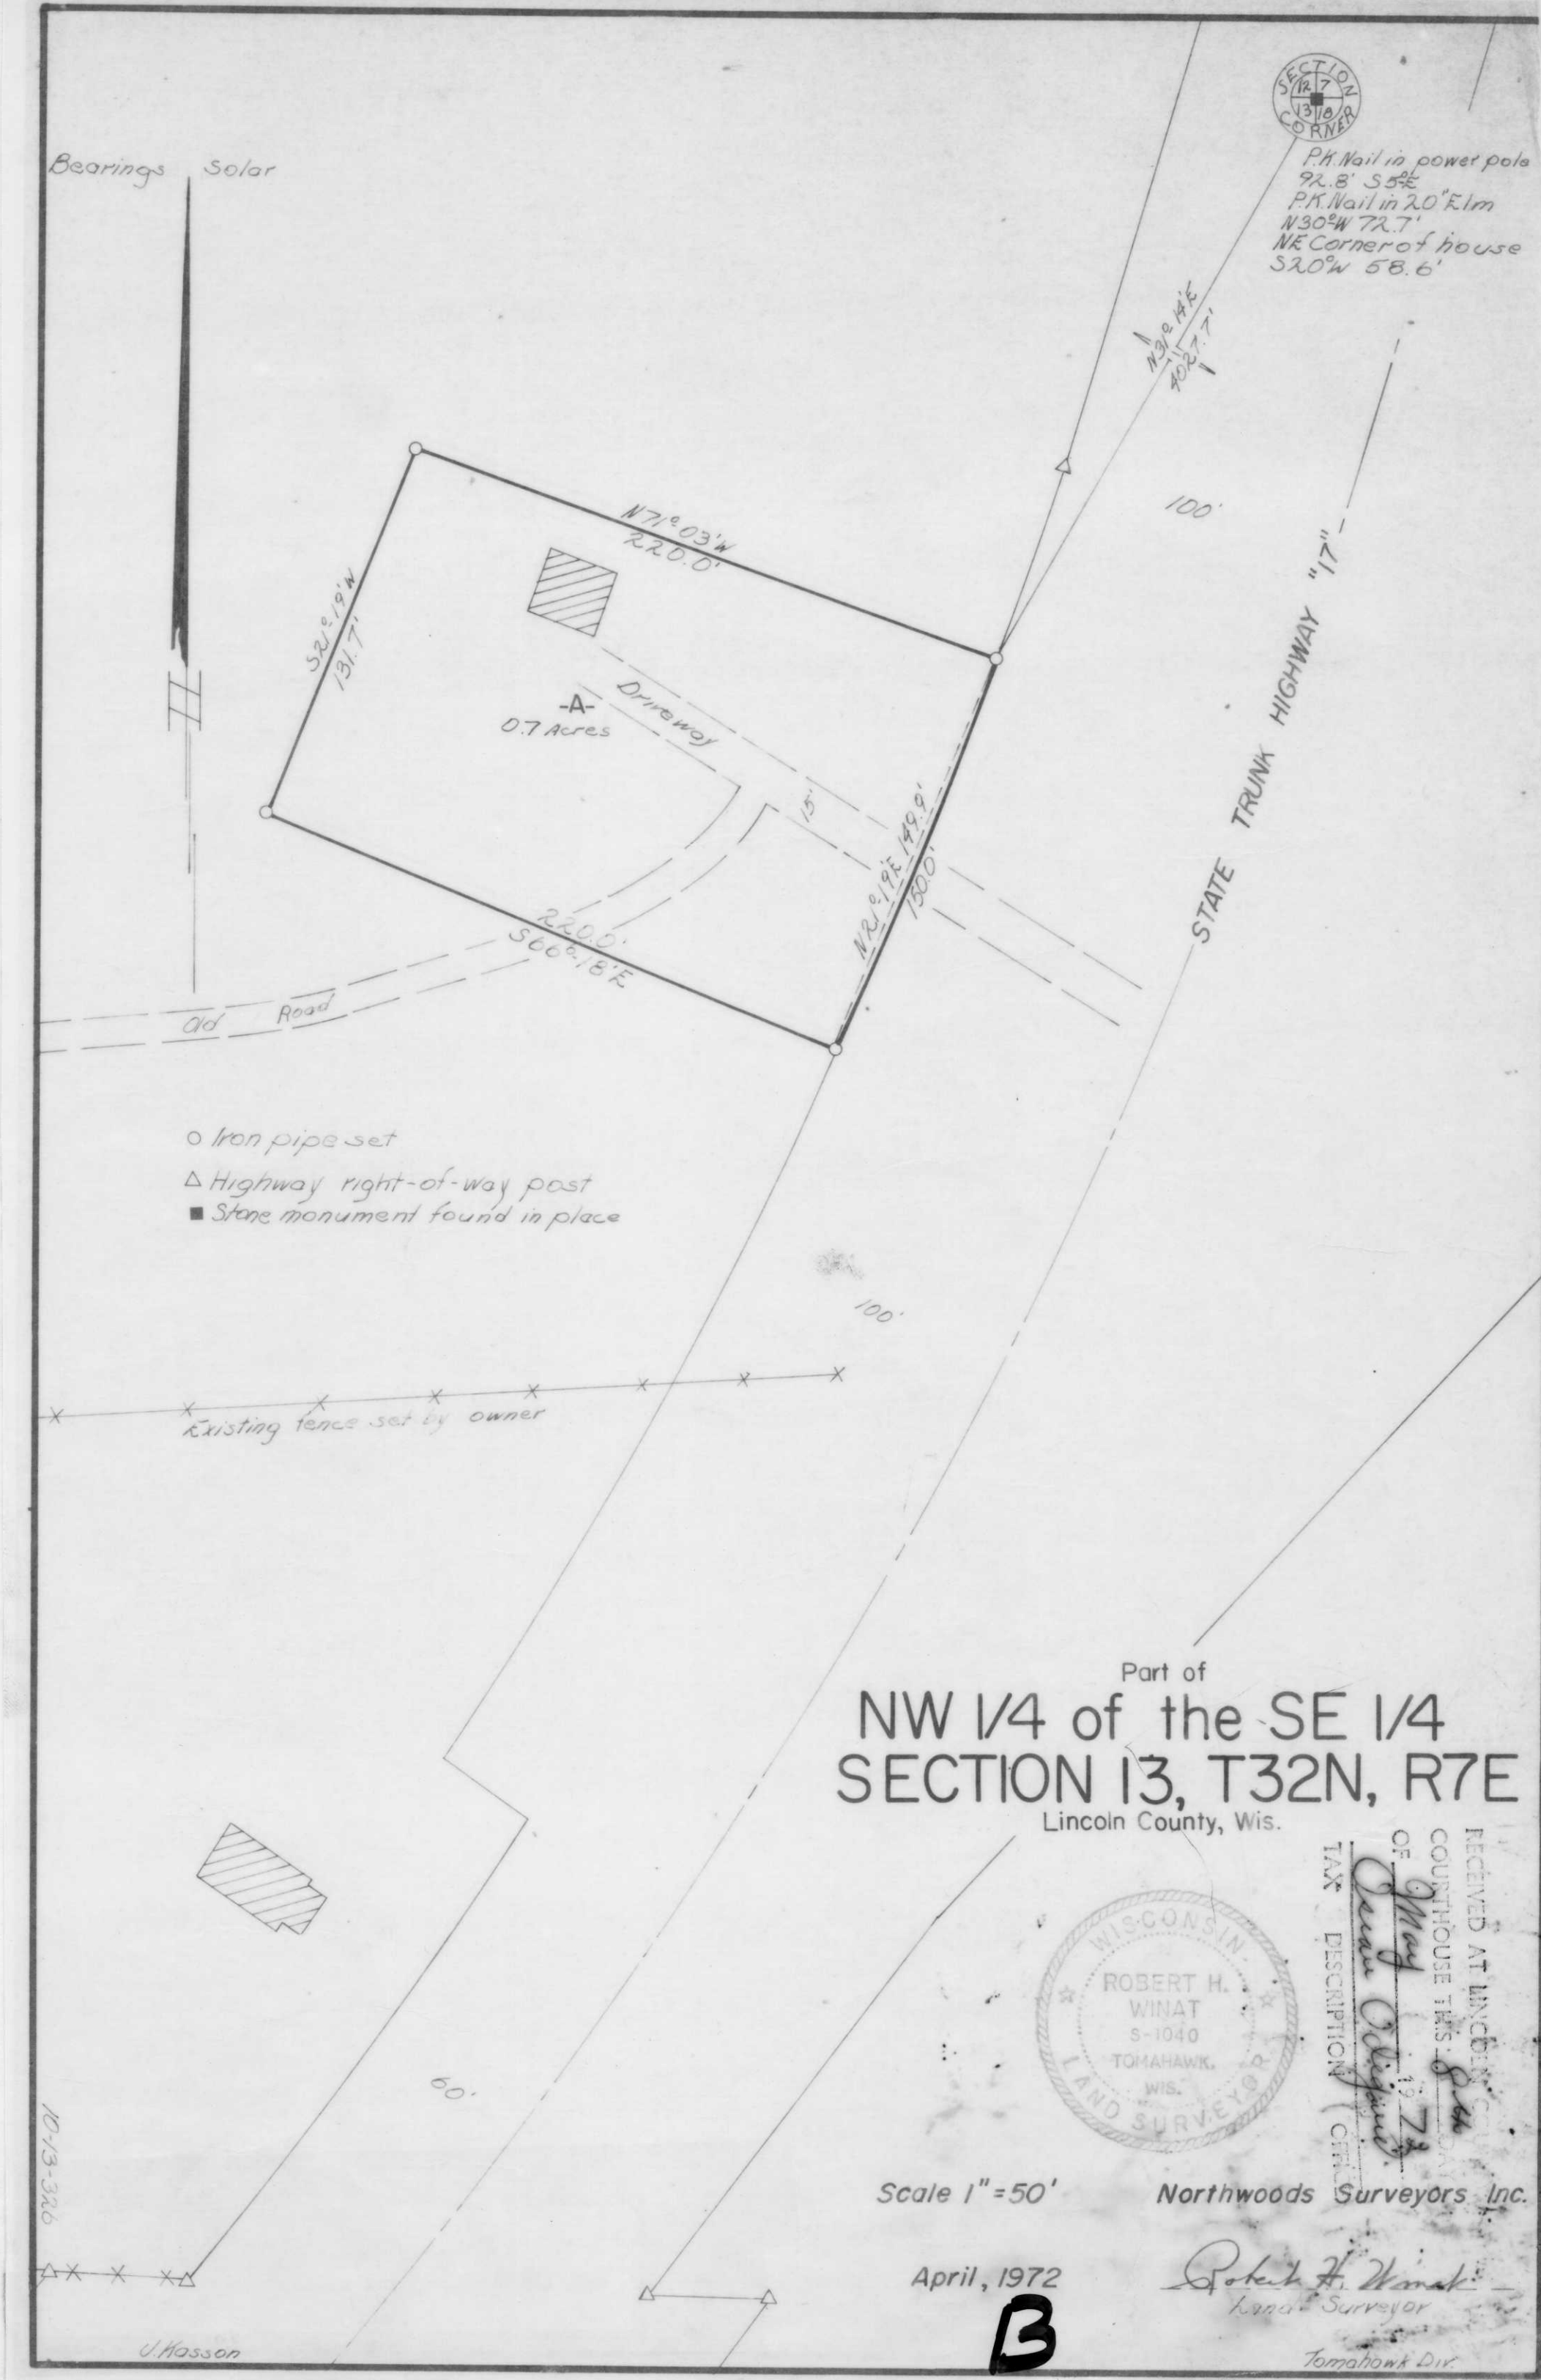 SECTION
CORNER
12 7
13 18
P.K. Nail in power pole
92.8' S5°E
P.K. Nail in 20" Elm
N30°W 72.7'
NE Corner of house
S20°W 58.6'
Bearings Solar
N31°14'E
4027.7'
100'
N71°-03'W
220.0'
S21°-19'W
131.7'
-A-
0.7 Acres
Driveway
15'
N21°-19'E 149.9'
150.0'
STATE TRUNK HIGHWAY "17"
220.0'
S66°-18'E
Old Road
○ Iron pipe set
△ Highway right-of-way post
■ Stone monument found in place
100'
Existing fence set by owner
Part of
NW 1/4 of the SE 1/4
SECTION 13, T32N, R7E
Lincoln County, Wis.
RECEIVED AT LINCOLN
COURTHOUSE THIS 8th DAY
OF May 1972
TAX DESCRIPTION OFFICE
WISCONSIN
ROBERT H.
WINAT
S-1040
TOMAHAWK,
WIS.
LAND SURVEYOR
60'
10-13-326
Scale 1"=50'
Northwoods Surveyors Inc.
April, 1972
Robert H. Winat
Land Surveyor
B
J. Kasson
Tomahawk Div.